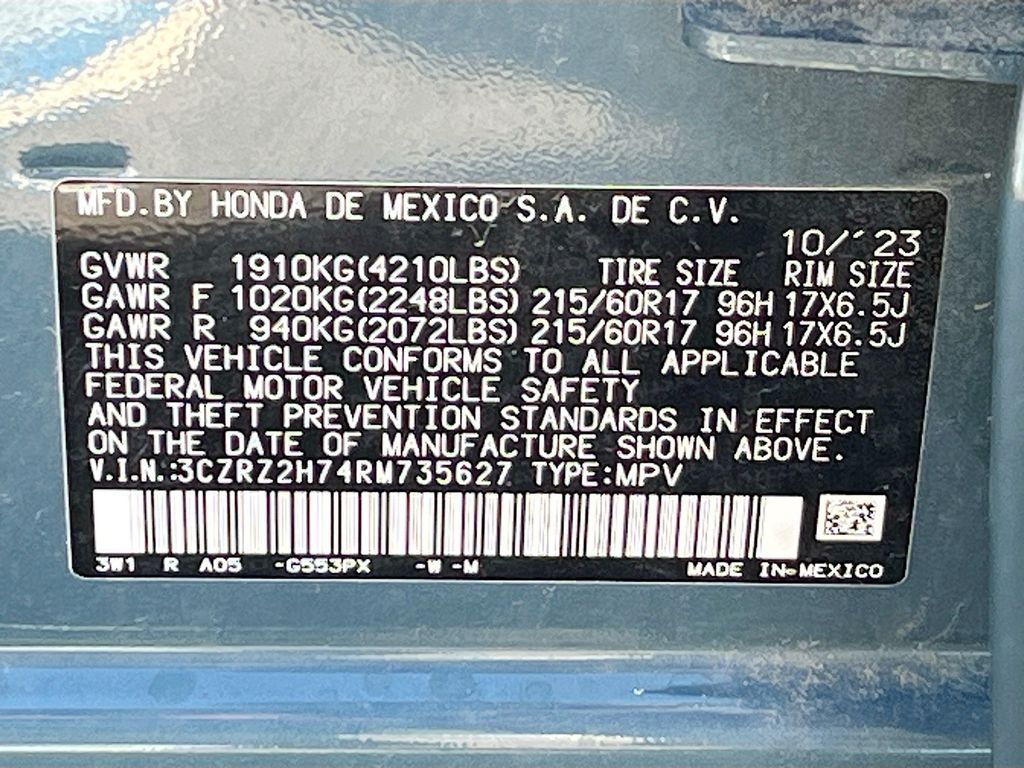 MFD.BY HONDA DE MEXICO S.A. DE C.V.
10/'23
GVWR 1910KG(4210LBS) TIRE SIZE RIM SIZE
GAWR F 1020KG(2248LBS) 215/60R17 96H 17X6.5J
GAWR R 940KG(2072LBS) 215/60R17 96H 17X6.5J
THIS VEHICLE CONFORMS TO ALL APPLICABLE
FEDERAL MOTOR VEHICLE SAFETY
AND THEFT PREVENTION STANDARDS IN EFFECT
ON THE DATE OF MANUFACTURE SHOWN ABOVE.
V.I.N.:3CZRZ2H74RM735627 TYPE:MPV
3W1 R A05 -G553PX -W -M MADE IN-MEXICO